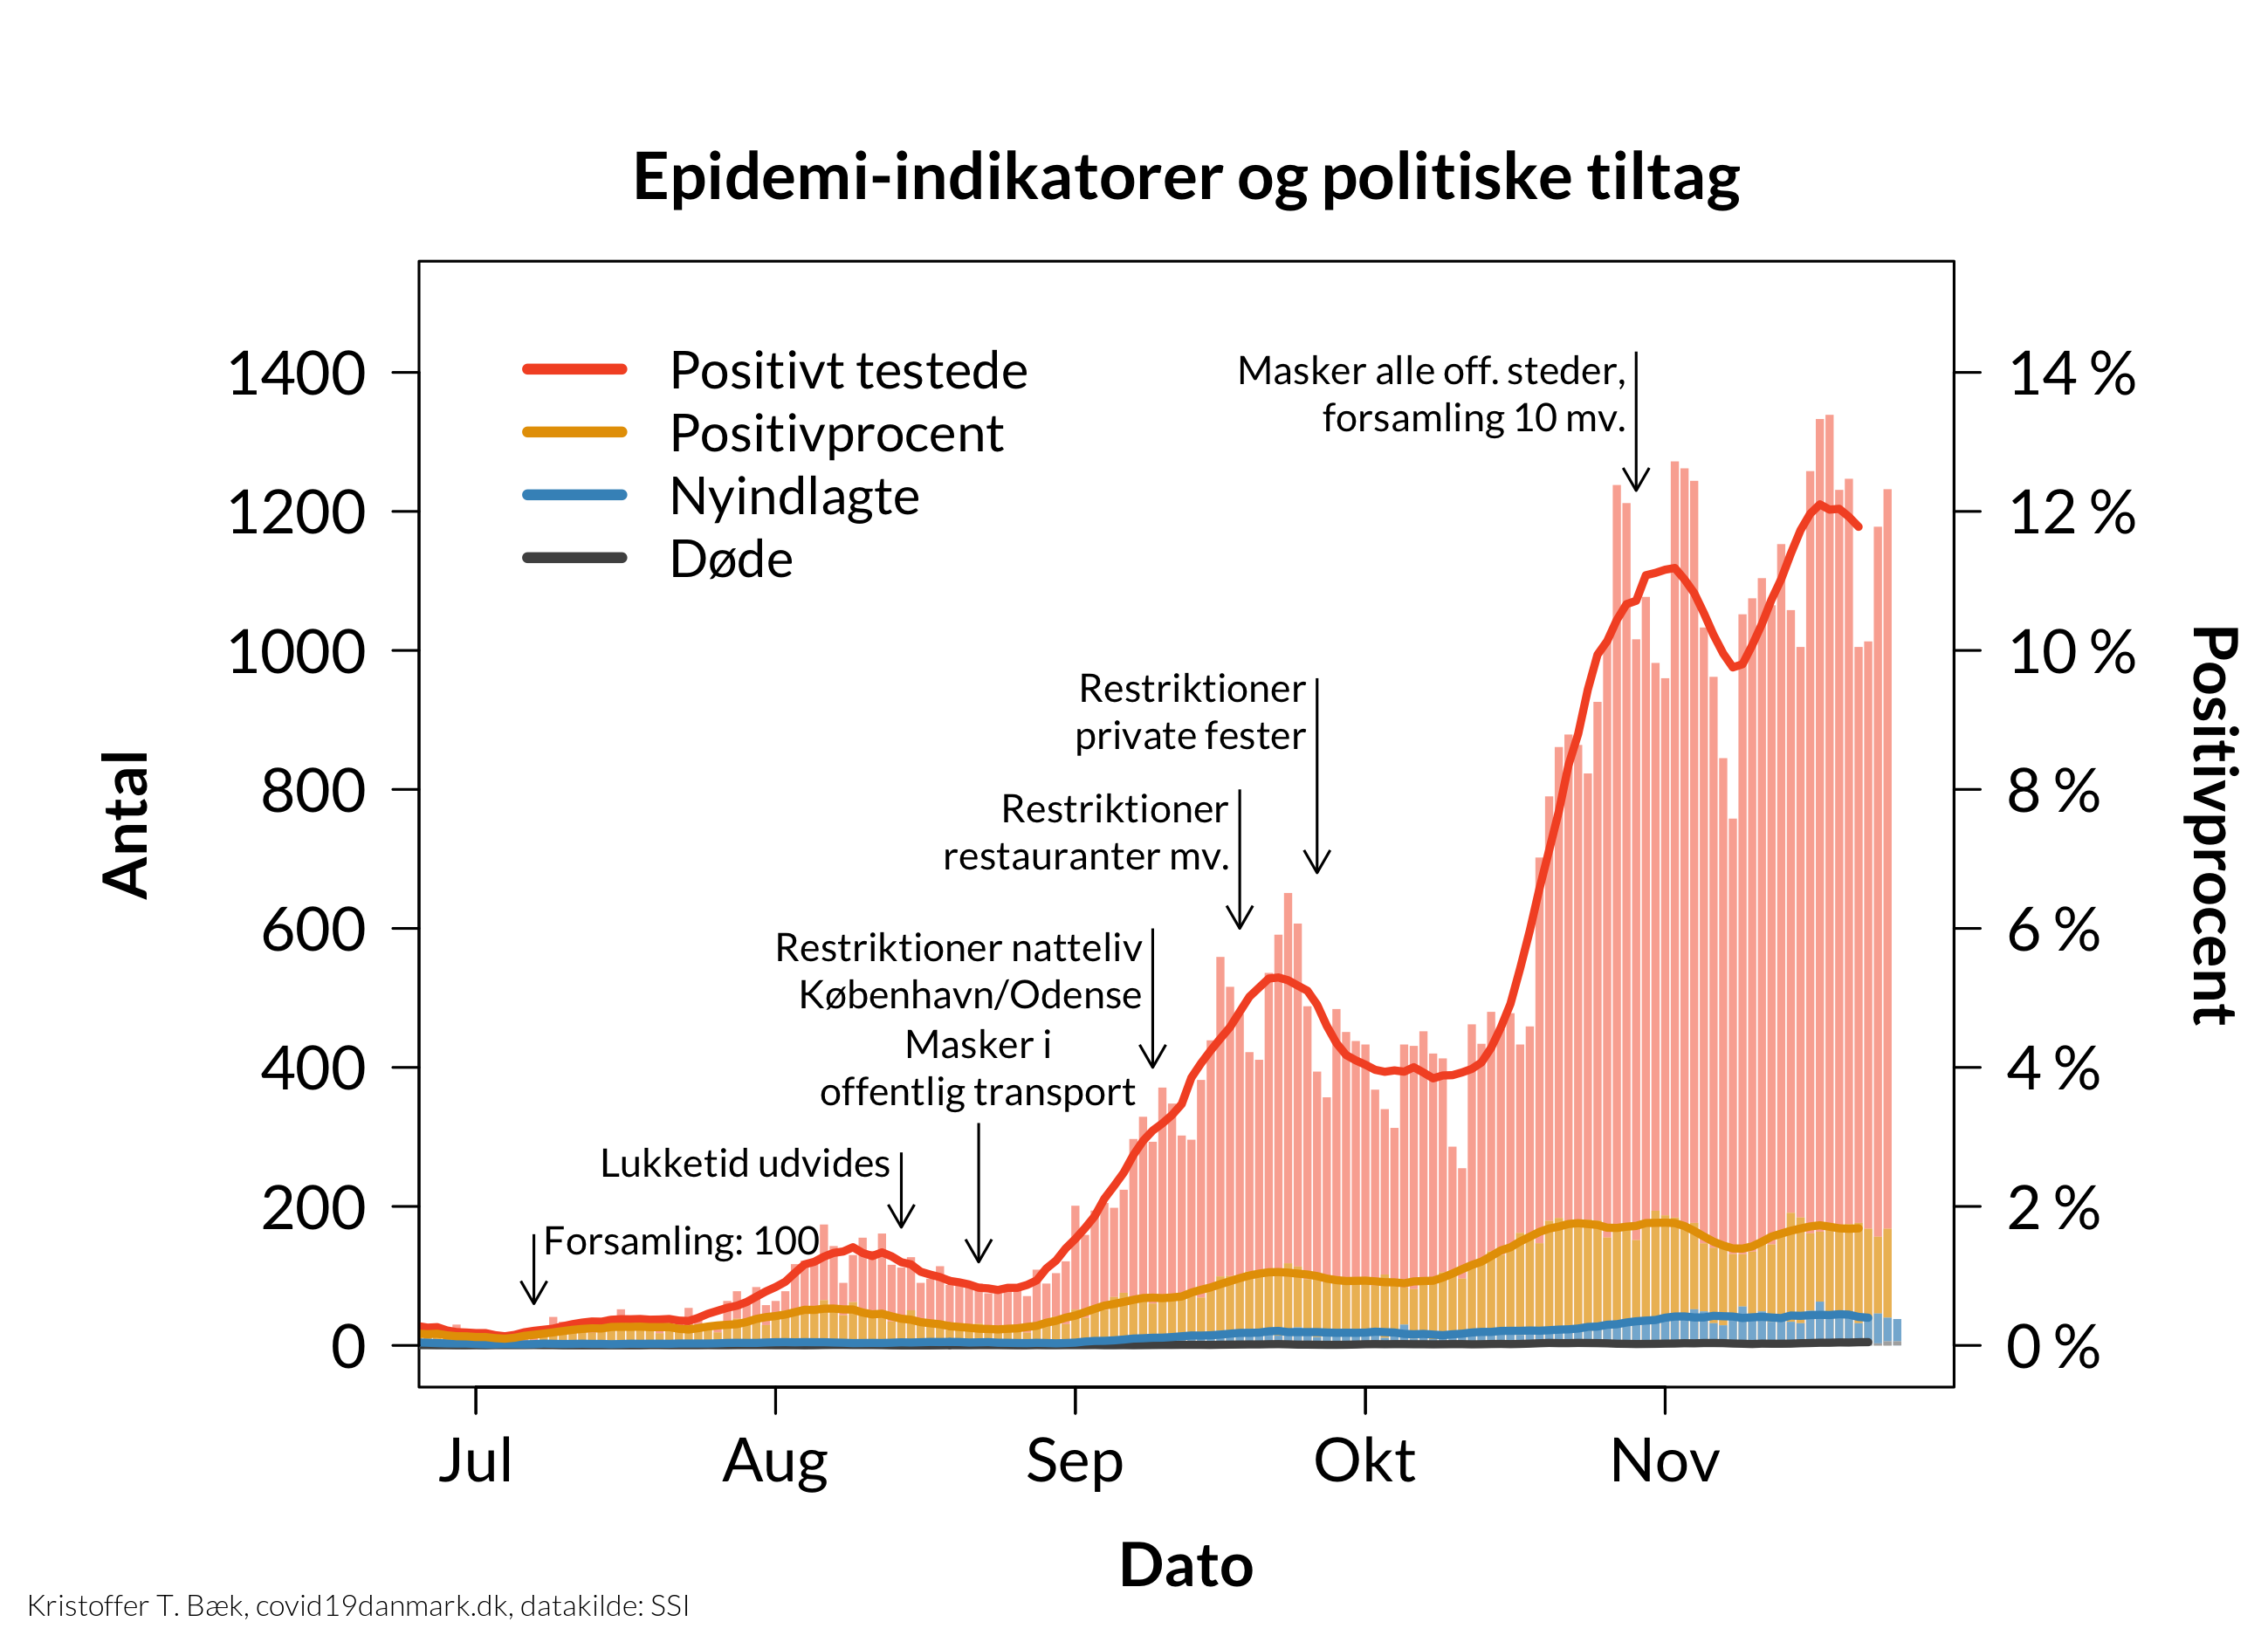 Epidemi-indikatorer og politiske tiltag
Positivt testede
Positivprocent
Nyindlagte
Døde
Masker alle off. steder,
forsamling 10 mv.
Restriktioner
private fester
Restriktioner
restauranter mv.
Restriktioner natteliv
København/Odense
Masker i
offentlig transport
Lukketid udvides
Forsamling: 100
Antal
1400
1200
1000
800
600
400
200
0
14 %
12 %
10 %
8 %
6 %
4 %
2 %
0 %
Positivprocent
Jul
Aug
Sep
Okt
Nov
Dato
Kristoffer T. Bæk, covid19danmark.dk, datakilde: SSI